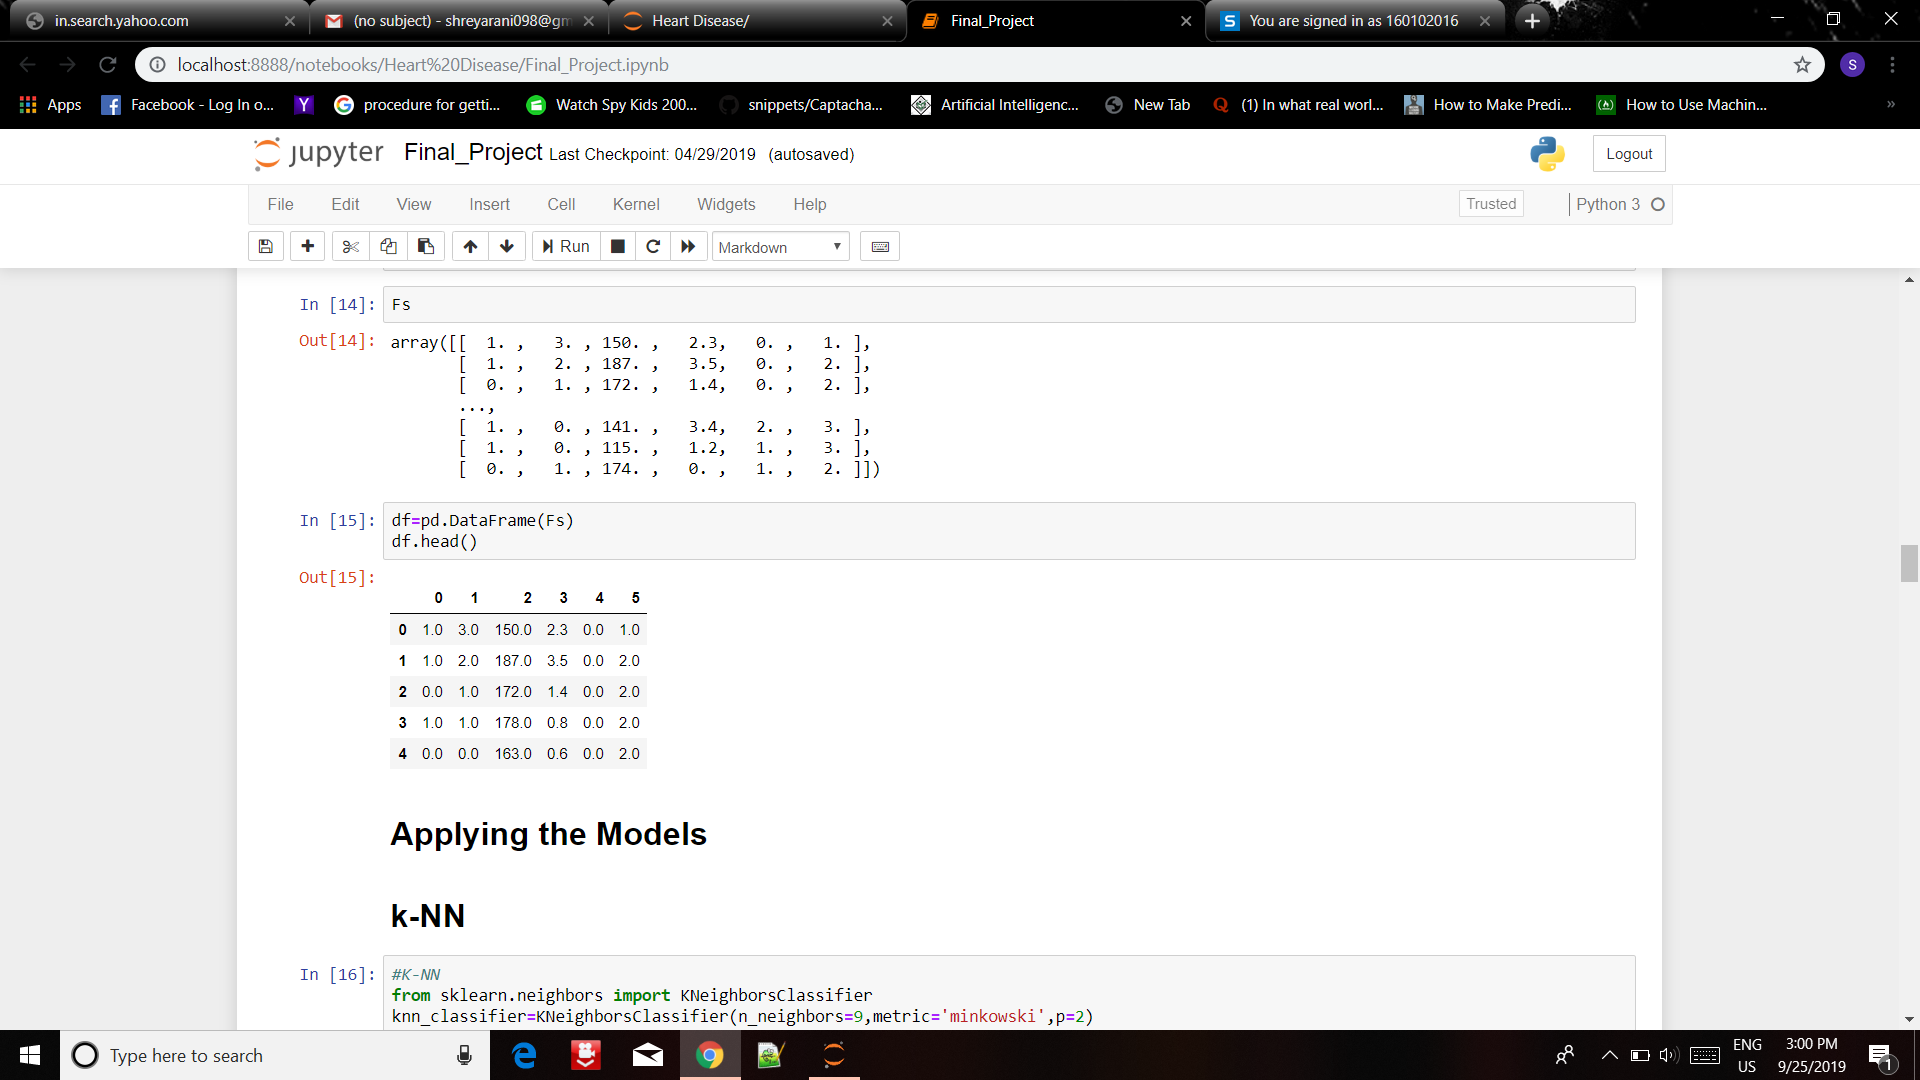 in.search.yahoo.com
(no subject) - shreyarani098@gm
Heart Disease/
Final_Project
You are signed in as 160102016
localhost:8888/notebooks/Heart%20Disease/Final_Project.ipynb
S
Apps
Facebook - Log In o...
procedure for getti...
Watch Spy Kids 200...
snippets/Captacha...
Artificial Intelligenc...
New Tab
(1) In what real worl...
How to Make Predi...
How to Use Machin...
»
jupyter Final_Project Last Checkpoint: 04/29/2019 (autosaved)
Logout
File Edit View Insert Cell Kernel Widgets Help
Trusted
Python 3
Run
Markdown
In [14]: Fs
Out[14]: array([[  1. ,   3. , 150. ,   2.3,   0. ,   1. ],
[  1. ,   2. , 187. ,   3.5,   0. ,   2. ],
[  0. ,   1. , 172. ,   1.4,   0. ,   2. ],
...,
[  1. ,   0. , 141. ,   3.4,   2. ,   3. ],
[  1. ,   0. , 115. ,   1.2,   1. ,   3. ],
[  0. ,   1. , 174. ,   0. ,   1. ,   2. ]])
In [15]: df=pd.DataFrame(Fs)
df.head()
Out[15]:
0 1 2 3 4 5
0 1.0 3.0 150.0 2.3 0.0 1.0
1 1.0 2.0 187.0 3.5 0.0 2.0
2 0.0 1.0 172.0 1.4 0.0 2.0
3 1.0 1.0 178.0 0.8 0.0 2.0
4 0.0 0.0 163.0 0.6 0.0 2.0
Applying the Models
k-NN
In [16]: #K-NN
from sklearn.neighbors import KNeighborsClassifier
knn_classifier=KNeighborsClassifier(n_neighbors=9,metric='minkowski',p=2)
Type here to search
ENG
US
3:00 PM
9/25/2019
1